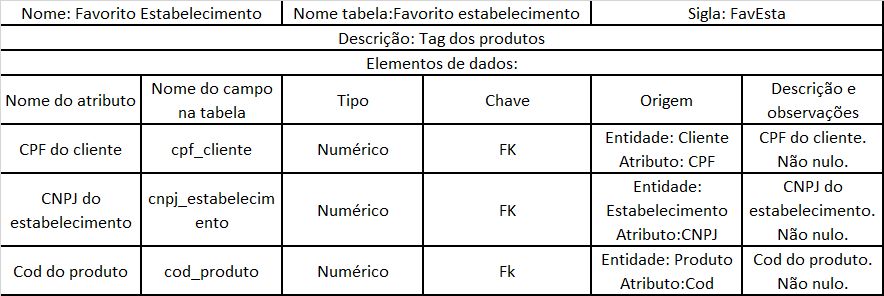 Nome: Favorito Estabelecimento
Nome tabela:Favorito estabelecimento
Sigla: FavEsta
Descrição: Tag dos produtos
Elementos de dados:
Nome do atributo
Nome do campo
na tabela
Tipo
Chave
Origem
Descrição e
observações
CPF do cliente
cpf_cliente
Numérico
FK
Entidade: Cliente
Atributo: CPF
CPF do cliente.
Não nulo.
CNPJ do
estabelecimento
cnpj_estabelecim
ento
Numérico
FK
Entidade:
Estabelecimento
Atributo:CNPJ
CNPJ do
estabelecimento.
Não nulo.
Cod do produto
cod_produto
Numérico
Fk
Entidade: Produto
Atributo:Cod
Cod do produto.
Não nulo.